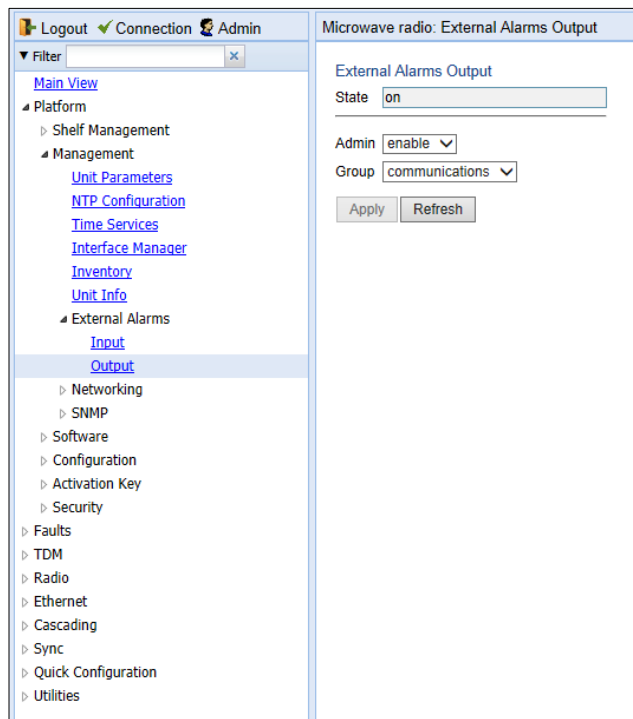 Logout Connection Admin
Filter
Main View
Platform
Shelf Management
Management
Unit Parameters
NTP Configuration
Time Services
Interface Manager
Inventory
Unit Info
External Alarms
Input
Output
Networking
SNMP
Software
Configuration
Activation Key
Security
Faults
TDM
Radio
Ethernet
Cascading
Sync
Quick Configuration
Utilities
Microwave radio: External Alarms Output
External Alarms Output
State on
Admin enable
Group communications
Apply Refresh